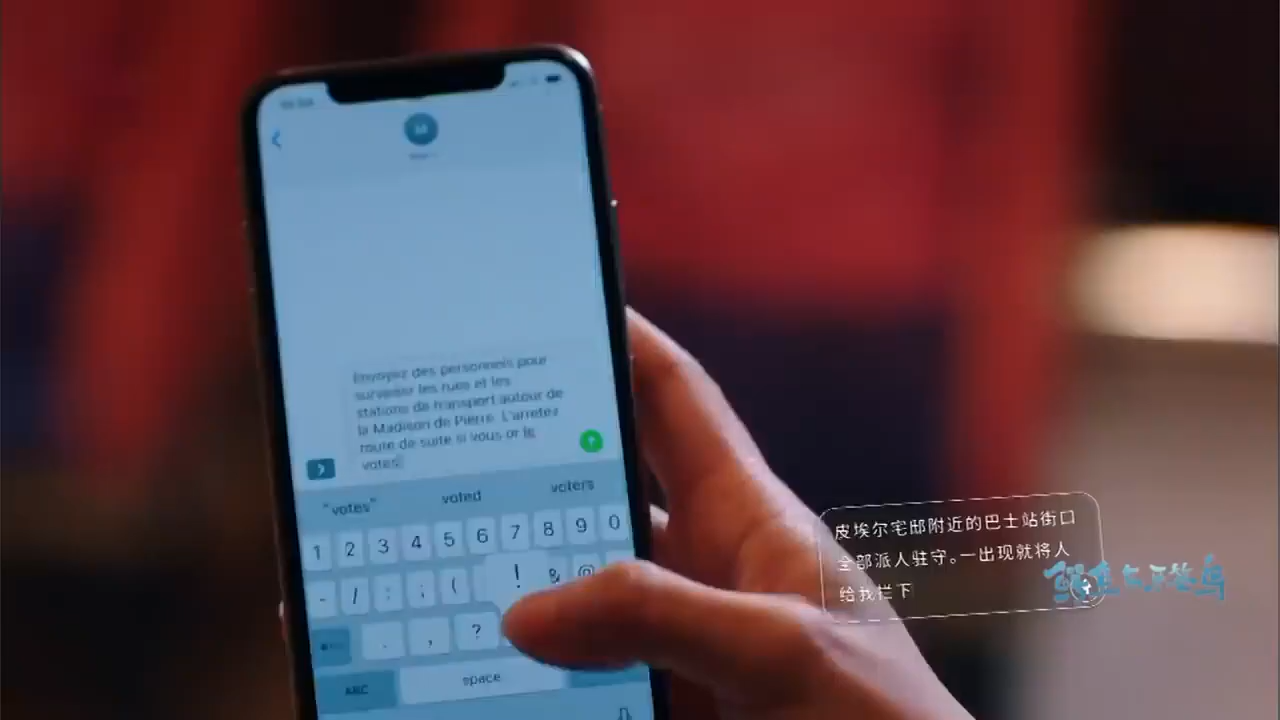 Envoyez des personnels pour
surveiller les rues et les
stations de transport autour de
la Madison de Pierre. L'arretez
route de suite si vous or le
votes
"votes" voted voters
1 2 3 4 5 6 7 8 9 0
- / : ; ( ! & @
. , ?
ABC space
皮埃尔宅邸附近的巴士站街口
全部派人驻守。一出现就将人
给我拦下